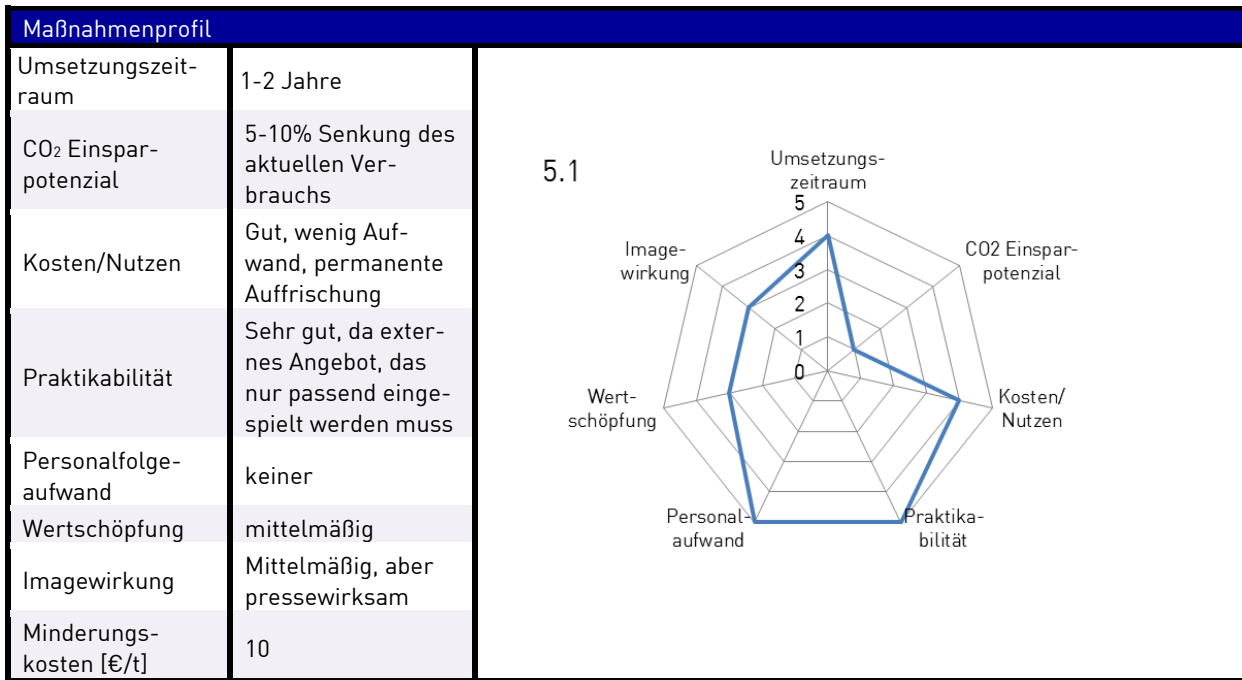 Maßnahmenprofil
Umsetzungszeit-
raum
1-2 Jahre
CO₂ Einspar-
potenzial
5-10% Senkung des
aktuellen Ver-
brauchs
Kosten/Nutzen
Gut, wenig Auf-
wand, permanente
Auffrischung
Praktikabilität
Sehr gut, da exter-
nes Angebot, das
nur passend einge-
spielt werden muss
Personalfolge-
aufwand
keiner
Wertschöpfung
mittelmäßig
Imagewirkung
Mittelmäßig, aber
pressewirksam
Minderungs-
kosten [€/t]
10
5.1
Umsetzungs-
zeitraum
CO2 Einspar-
potenzial
Kosten/
Nutzen
Praktika-
bilität
Personal-
aufwand
Wert-
schöpfung
Image-
wirkung
5
4
3
2
1
0